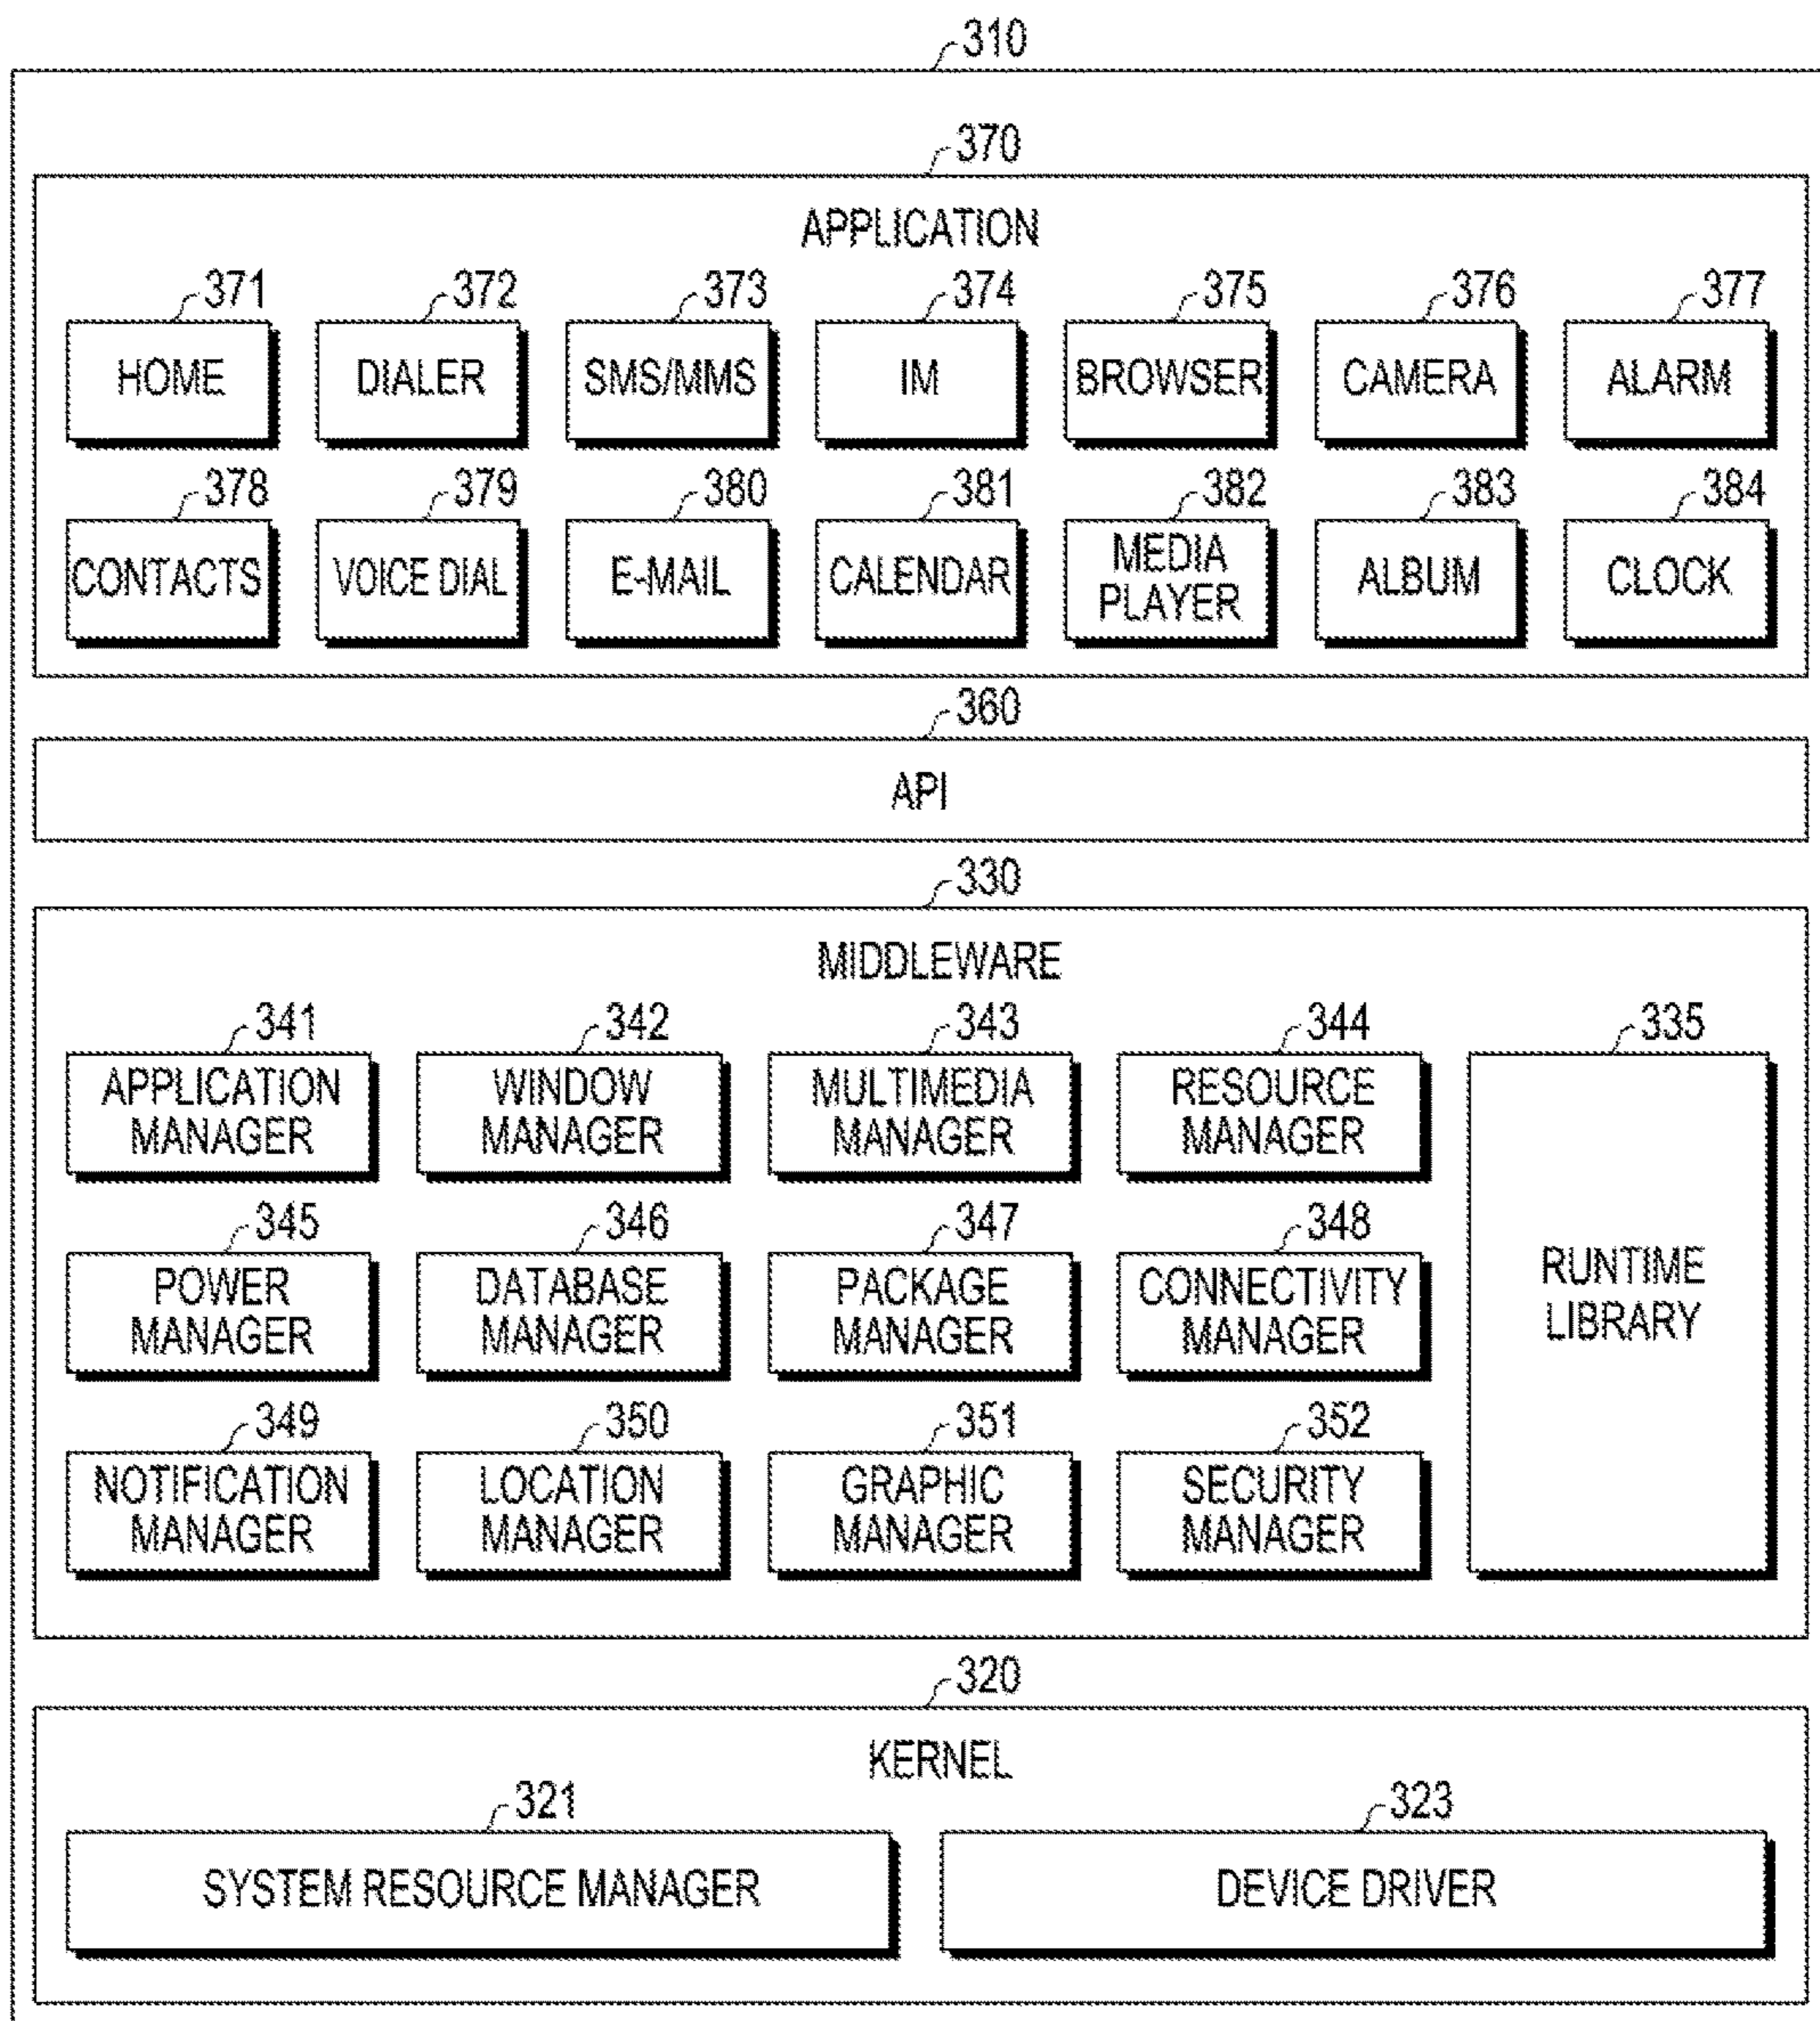 310
370
APPLICATION
371 372 373 374 375 376 377
HOME DIALER SMS/MMS IM BROWSER CAMERA ALARM
378 379 380 381 382 383 384
CONTACTS VOICE DIAL E-MAIL CALENDAR MEDIA PLAYER ALBUM CLOCK
360
API
330
MIDDLEWARE
341 342 343 344 335
APPLICATION MANAGER WINDOW MANAGER MULTIMEDIA MANAGER RESOURCE MANAGER
345 346 347 348
POWER MANAGER DATABASE MANAGER PACKAGE MANAGER CONNECTIVITY MANAGER RUNTIME LIBRARY
349 350 351 352
NOTIFICATION MANAGER LOCATION MANAGER GRAPHIC MANAGER SECURITY MANAGER
320
KERNEL
321 323
SYSTEM RESOURCE MANAGER DEVICE DRIVER